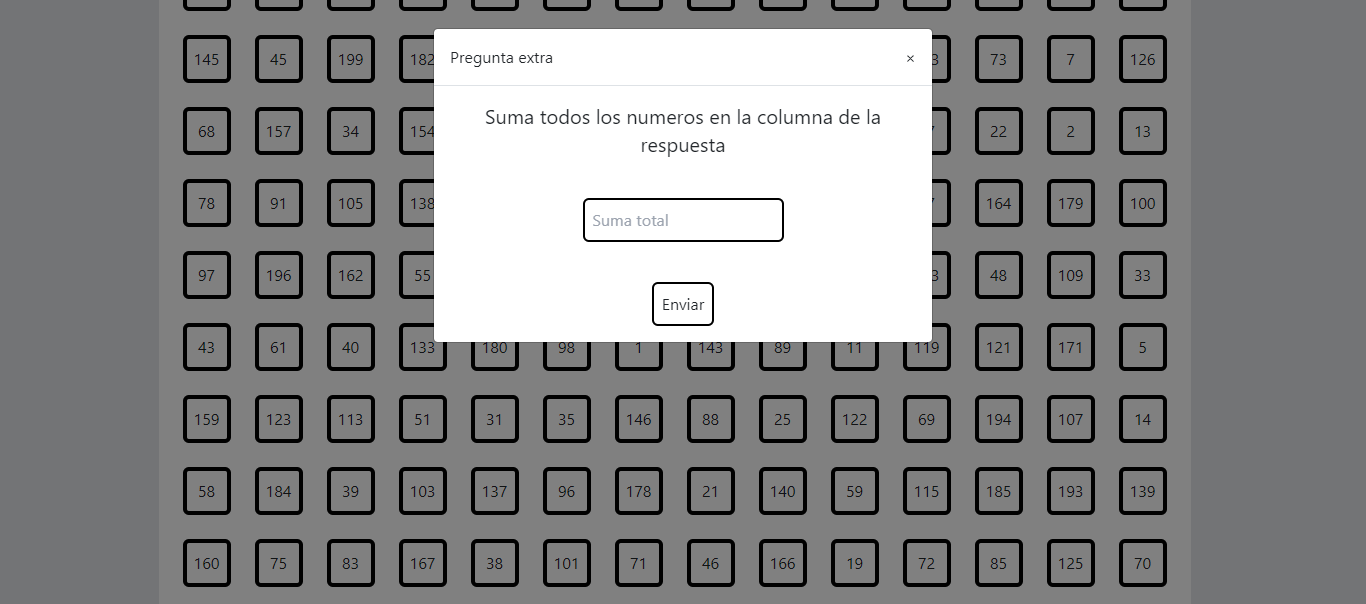 Pregunta extra ×
Suma todos los numeros en la columna de la
respuesta
Suma total
Enviar
145 45 199 182 73 7 126
68 157 34 154 22 2 13
78 91 105 138 164 179 100
97 196 162 55 48 109 33
43 61 40 133 180 98 1 143 89 11 119 121 171 5
159 123 113 51 31 35 146 88 25 122 69 194 107 14
58 184 39 103 137 96 178 21 140 59 115 185 193 139
160 75 83 167 38 101 71 46 166 19 72 85 125 70